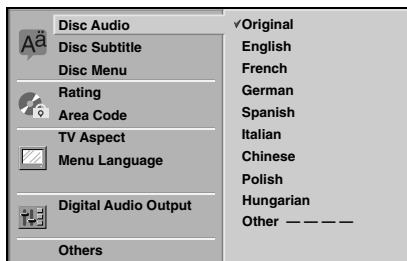 Disc Audio
Disc Subtitle
Disc Menu
Rating
Area Code
TV Aspect
Menu Language
Digital Audio Output
Others
✓Original
English
French
German
Spanish
Italian
Chinese
Polish
Hungarian
Other — — — —
Aä